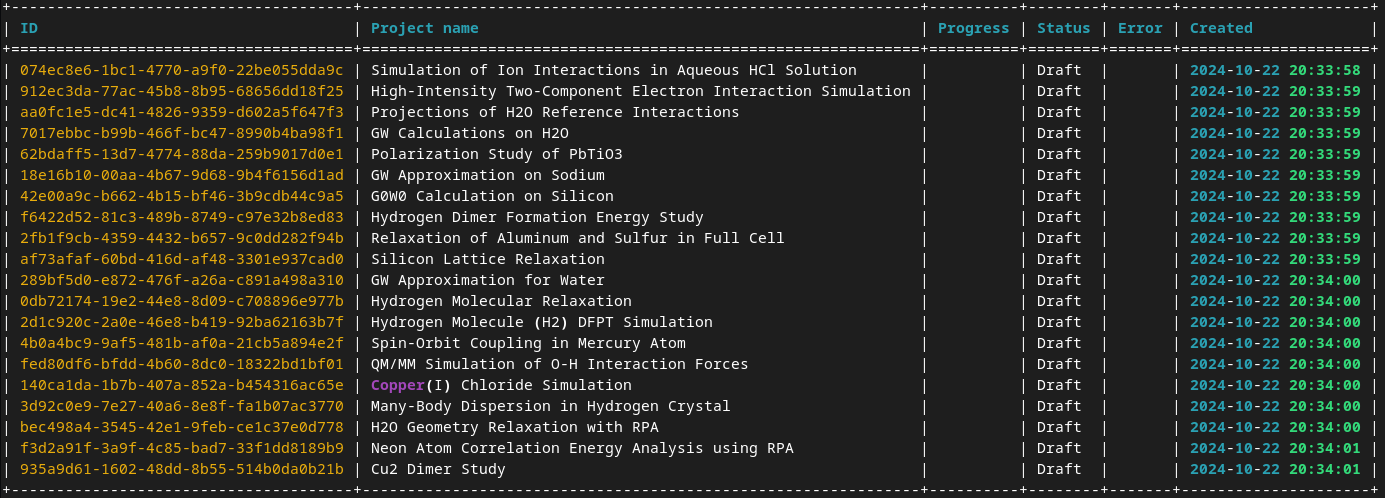 +--------------------------------------+--------------------------------------------------------------+----------+--------+-------+---------------------+
| ID                                   | Project name                                                 | Progress | Status | Error | Created             |
+======================================+==============================================================+==========+========+=======+=====================+
| 074ec8e6-1bc1-4770-a9f0-22be055dda9c | Simulation of Ion Interactions in Aqueous HCl Solution       |          | Draft  |       | 2024-10-22 20:33:58 |
| 912ec3da-77ac-45b8-8b95-68656dd18f25 | High-Intensity Two-Component Electron Interaction Simulation |          | Draft  |       | 2024-10-22 20:33:59 |
| aa0fc1e5-dc41-4826-9359-d602a5f647f3 | Projections of H2O Reference Interactions                    |          | Draft  |       | 2024-10-22 20:33:59 |
| 7017ebbc-b99b-466f-bc47-8990b4ba98f1 | GW Calculations on H2O                                       |          | Draft  |       | 2024-10-22 20:33:59 |
| 62bdaff5-13d7-4774-88da-259b9017d0e1 | Polarization Study of PbTiO3                                 |          | Draft  |       | 2024-10-22 20:33:59 |
| 18e16b10-00aa-4b67-9d68-9b4f6156d1ad | GW Approximation on Sodium                                   |          | Draft  |       | 2024-10-22 20:33:59 |
| 42e00a9c-b662-4b15-bf46-3b9cdb44c9a5 | G0W0 Calculation on Silicon                                  |          | Draft  |       | 2024-10-22 20:33:59 |
| f6422d52-81c3-489b-8749-c97e32b8ed83 | Hydrogen Dimer Formation Energy Study                        |          | Draft  |       | 2024-10-22 20:33:59 |
| 2fb1f9cb-4359-4432-b657-9c0dd282f94b | Relaxation of Aluminum and Sulfur in Full Cell               |          | Draft  |       | 2024-10-22 20:33:59 |
| af73afaf-60bd-416d-af48-3301e937cad0 | Silicon Lattice Relaxation                                   |          | Draft  |       | 2024-10-22 20:33:59 |
| 289bf5d0-e872-476f-a26a-c891a498a310 | GW Approximation for Water                                   |          | Draft  |       | 2024-10-22 20:34:00 |
| 0db72174-19e2-44e8-8d09-c708896e977b | Hydrogen Molecular Relaxation                                |          | Draft  |       | 2024-10-22 20:34:00 |
| 2d1c920c-2a0e-46e8-b419-92ba62163b7f | Hydrogen Molecule (H2) DFPT Simulation                       |          | Draft  |       | 2024-10-22 20:34:00 |
| 4b0a4bc9-9af5-481b-af0a-21cb5a894e2f | Spin-Orbit Coupling in Mercury Atom                          |          | Draft  |       | 2024-10-22 20:34:00 |
| fed80df6-bfdd-4b60-8dc0-18322bd1bf01 | QM/MM Simulation of O-H Interaction Forces                   |          | Draft  |       | 2024-10-22 20:34:00 |
| 140ca1da-1b7b-407a-852a-b454316ac65e | Copper(I) Chloride Simulation                                |          | Draft  |       | 2024-10-22 20:34:00 |
| 3d92c0e9-7e27-40a6-8e8f-fa1b07ac3770 | Many-Body Dispersion in Hydrogen Crystal                     |          | Draft  |       | 2024-10-22 20:34:00 |
| bec498a4-3545-42e1-9feb-ce1c37e0d778 | H2O Geometry Relaxation with RPA                             |          | Draft  |       | 2024-10-22 20:34:00 |
| f3d2a91f-3a9f-4c85-bad7-33f1dd8189b9 | Neon Atom Correlation Energy Analysis using RPA              |          | Draft  |       | 2024-10-22 20:34:01 |
| 935a9d61-1602-48dd-8b55-514b0da0b21b | Cu2 Dimer Study                                              |          | Draft  |       | 2024-10-22 20:34:01 |
+--------------------------------------+--------------------------------------------------------------+----------+--------+-------+---------------------+